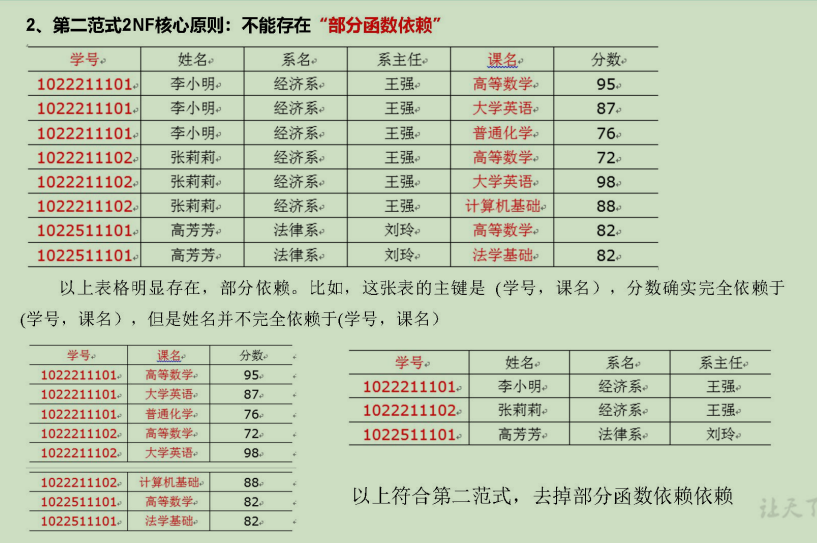 2、第二范式2NF核心原则：不能存在“部分函数依赖”
学号 姓名 系名 系主任 课名 分数
1022211101 李小明 经济系 王强 高等数学 95
1022211101 李小明 经济系 王强 大学英语 87
1022211101 李小明 经济系 王强 普通化学 76
1022211102 张莉莉 经济系 王强 高等数学 72
1022211102 张莉莉 经济系 王强 大学英语 98
1022211102 张莉莉 经济系 王强 计算机基础 88
1022511101 高芳芳 法律系 刘玲 高等数学 82
1022511101 高芳芳 法律系 刘玲 法学基础 82
以上表格明显存在，部分依赖。比如，这张表的主键是 (学号，课名)，分数确实完全依赖于
(学号，课名)，但是姓名并不完全依赖于(学号，课名）
学号 课名 分数
1022211101 高等数学 95
1022211101 大学英语 87
1022211101 普通化学 76
1022211102 高等数学 72
1022211102 大学英语 98
1022211102 计算机基础 88
1022511101 高等数学 82
1022511101 法学基础 82
学号 姓名 系名 系主任
1022211101 李小明 经济系 王强
1022211102 张莉莉 经济系 王强
1022511101 高芳芳 法律系 刘玲
以上符合第二范式，去掉部分函数依赖依赖
让天下